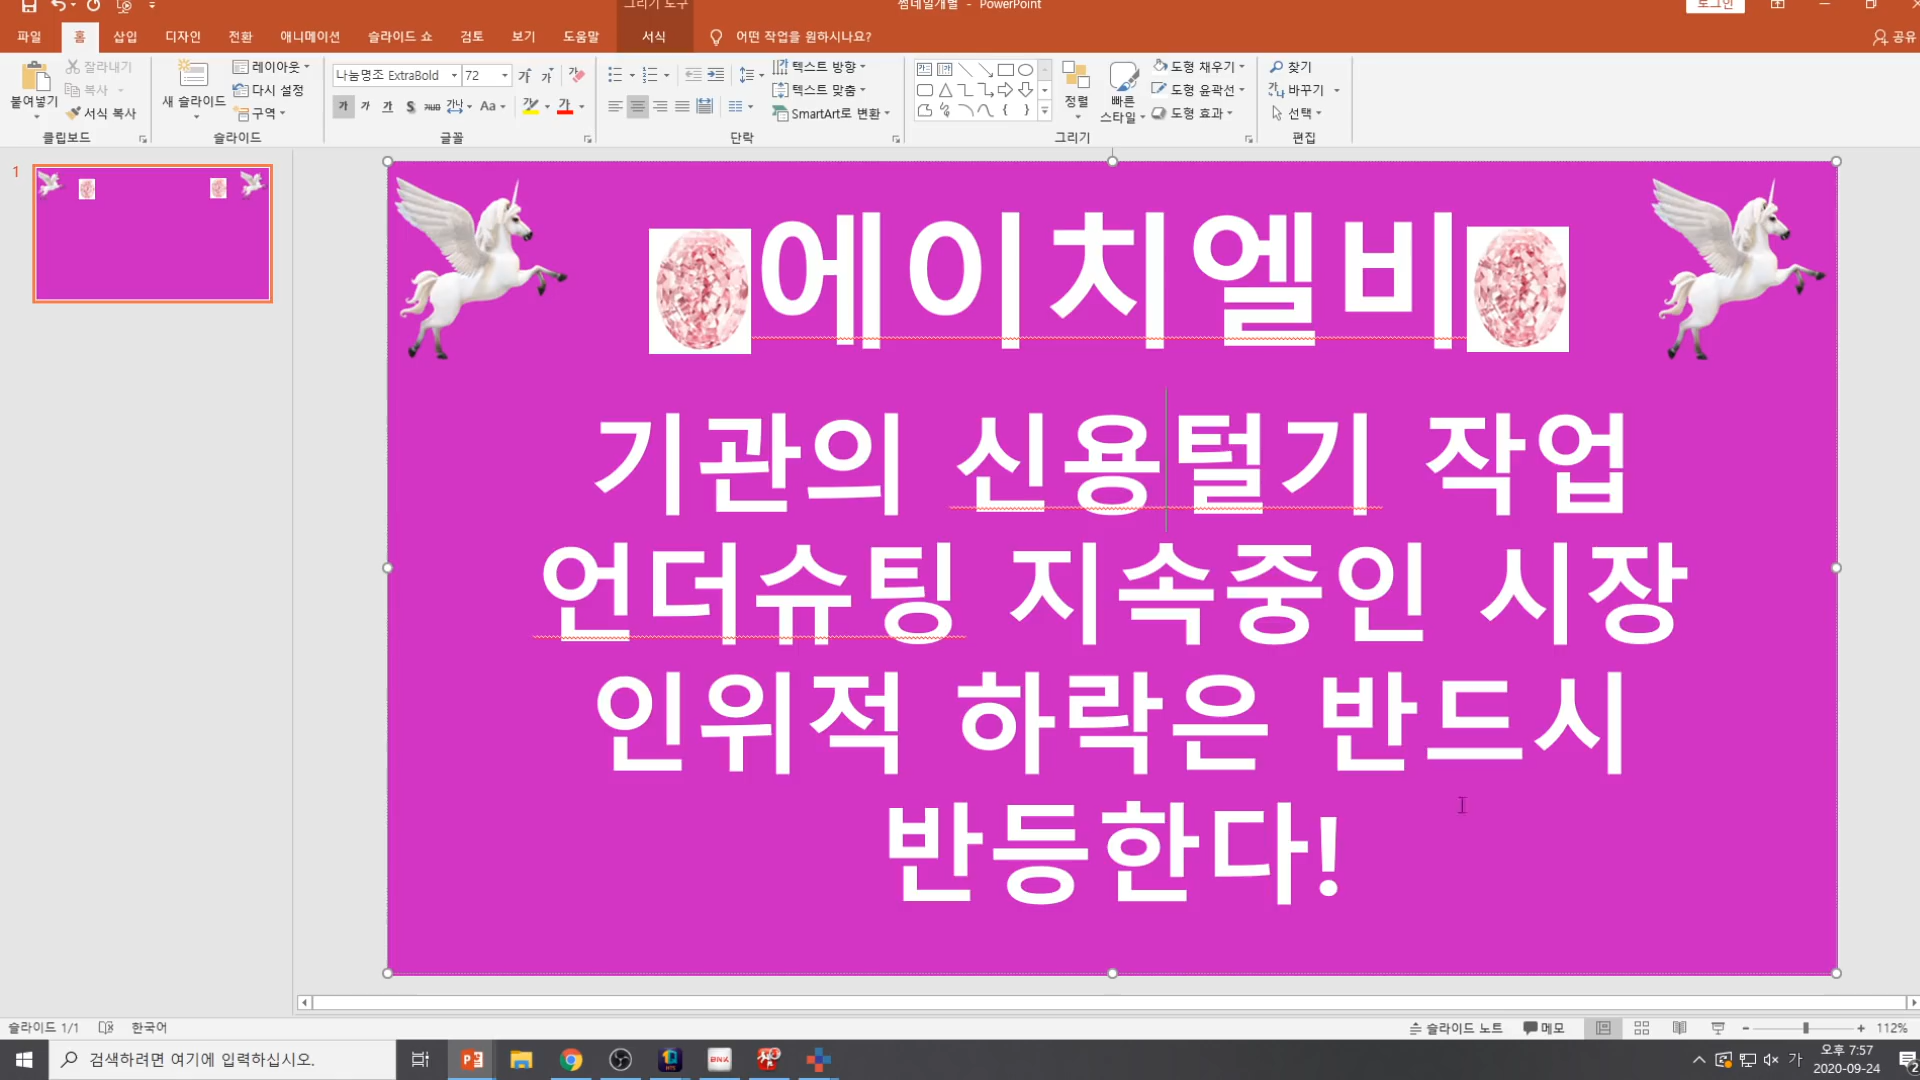 그리기 도구
썸네일개별 - PowerPoint
로그인
파일 홈 삽입 디자인 전환 애니메이션 슬라이드 쇼 검토 보기 도움말 서식 어떤 작업을 원하시나요? 공유
붙여넣기
잘라내기
복사
서식 복사
클립보드
새 슬라이드
레이아웃
다시 설정
구역
슬라이드
나눔명조 ExtraBold 72
글꼴
텍스트 방향
텍스트 맞춤
SmartArt로 변환
단락
정렬
빠른
스타일
도형 채우기
도형 윤곽선
도형 효과
그리기
찾기
바꾸기
선택
편집
1
에이치엘비
기관의 신용털기 작업
언더슈팅 지속중인 시장
인위적 하락은 반드시
반등한다!
슬라이드 1/1 한국어 슬라이드 노트 메모 112%
검색하려면 여기에 입력하십시오.
가
오후 7:57
2020-09-24